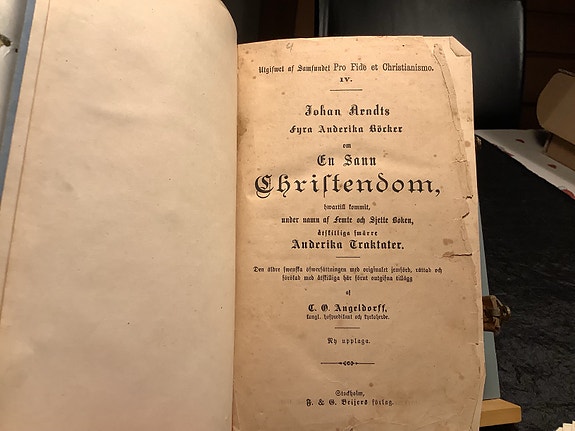 4
Utgifwet af Samfundet Pro Fide et Christianismo.
IV.
Johan Arndts
Fyra Anderika Böcker
om
En Sann
Christendom,
hwartill kommit,
under namn af Femte och Sjette Boken,
åtskilliga smärre
Anderika Traktater.
Den äldre swenska öfwersättningen med originalet jemförd, rättad och
förökad med åtskilliga här förut outgifna tillägg
af
C. O. Angeldorff,
kongl. hofpredikant och kyrkoherde.
Ny upplaga.
Stockholm,
F. & G. Beijers förlag.